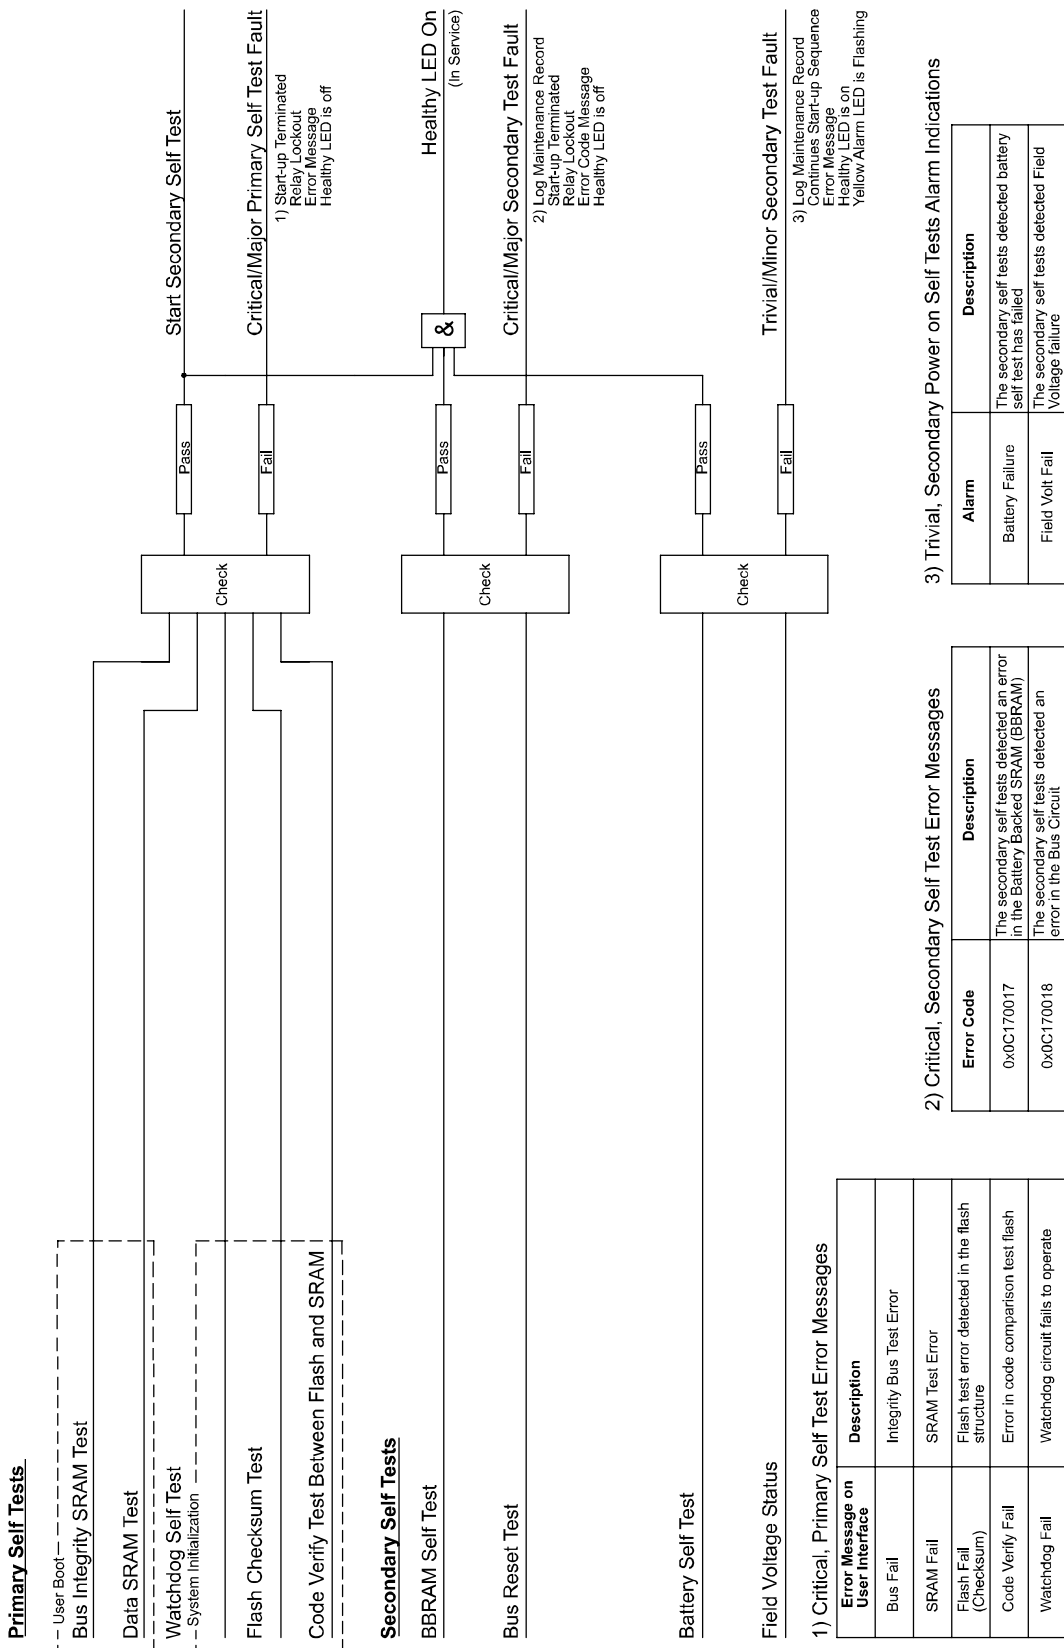 Primary Self Tests
User Boot
Bus Integrity SRAM Test
Data SRAM Test
Watchdog Self Test
System Initialization
Flash Checksum Test
Code Verify Test Between Flash and SRAM
Check
Pass
Fail
Start Secondary Self Test
Critical/Major Primary Self Test Fault
1) Start-up Terminated
Relay Lockout
Error Message
Healthy LED is off
Secondary Self Tests
BBRAM Self Test
Bus Reset Test
Check
Pass
Fail
&
Healthy LED On
(In Service)
Critical/Major Secondary Test Fault
2) Log Maintenance Record
Start-up Terminated
Relay Lockout
Error Code Message
Healthy LED is off
Battery Self Test
Field Voltage Status
Check
Pass
Fail
Trivial/Minor Secondary Test Fault
3) Log Maintenance Record
Continues Start-up Sequence
Error Message
Healthy LED is on
Yellow Alarm LED is Flashing
1) Critical, Primary Self Test Error Messages
Error Message on
User Interface
Description
Bus Fail
Integrity Bus Test Error
SRAM Fail
SRAM Test Error
Flash Fail
(Checksum)
Flash test error detected in the flash
structure
Code Verify Fail
Error in code comparison test flash
Watchdog Fail
Watchdog circuit fails to operate
2) Critical, Secondary Self Test Error Messages
Error Code
Description
0x0C170017
The secondary self tests detected an error
in the Battery Backed SRAM (BBRAM)
0x0C170018
The secondary self tests detected an
error in the Bus Circuit
3) Trivial, Secondary Power on Self Tests Alarm Indications
Alarm
Description
Battery Failure
The secondary self tests detected battery
self test has failed
Field Volt Fail
The secondary self tests detected Field
Voltage failure